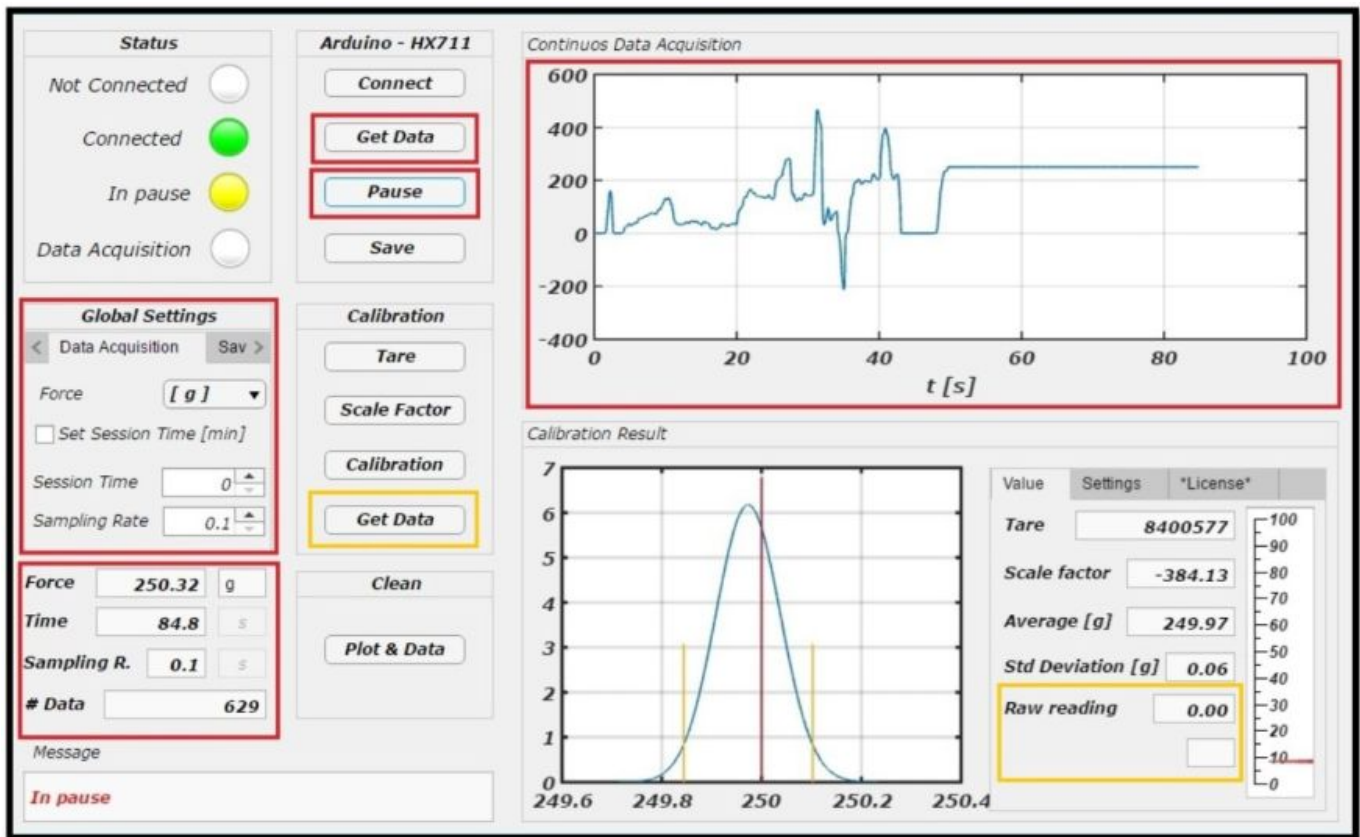 Status
Not Connected
Connected
In pause
Data Acquisition
Arduino - HX711
Connect
Get Data
Pause
Save
Continuos Data Acquisition
600
400
200
0
-200
-400
0 20 40 60 80 100
t [s]
Global Settings
< Data Acquisition Sav >
Force [ g ]
Set Session Time [min]
Session Time 0
Sampling Rate 0.1
Calibration
Tare
Scale Factor
Calibration
Get Data
Force 250.32 g
Time 84.8 s
Sampling R. 0.1 s
# Data 629
Clean
Plot & Data
Message
In pause
Calibration Result
7
6
5
4
3
2
1
0
249.6 249.8 250 250.2 250.4
Value Settings *License*
Tare 8400577
Scale factor -384.13
Average [g] 249.97
Std Deviation [g] 0.06
Raw reading 0.00
100
90
80
70
60
50
40
30
20
10
0